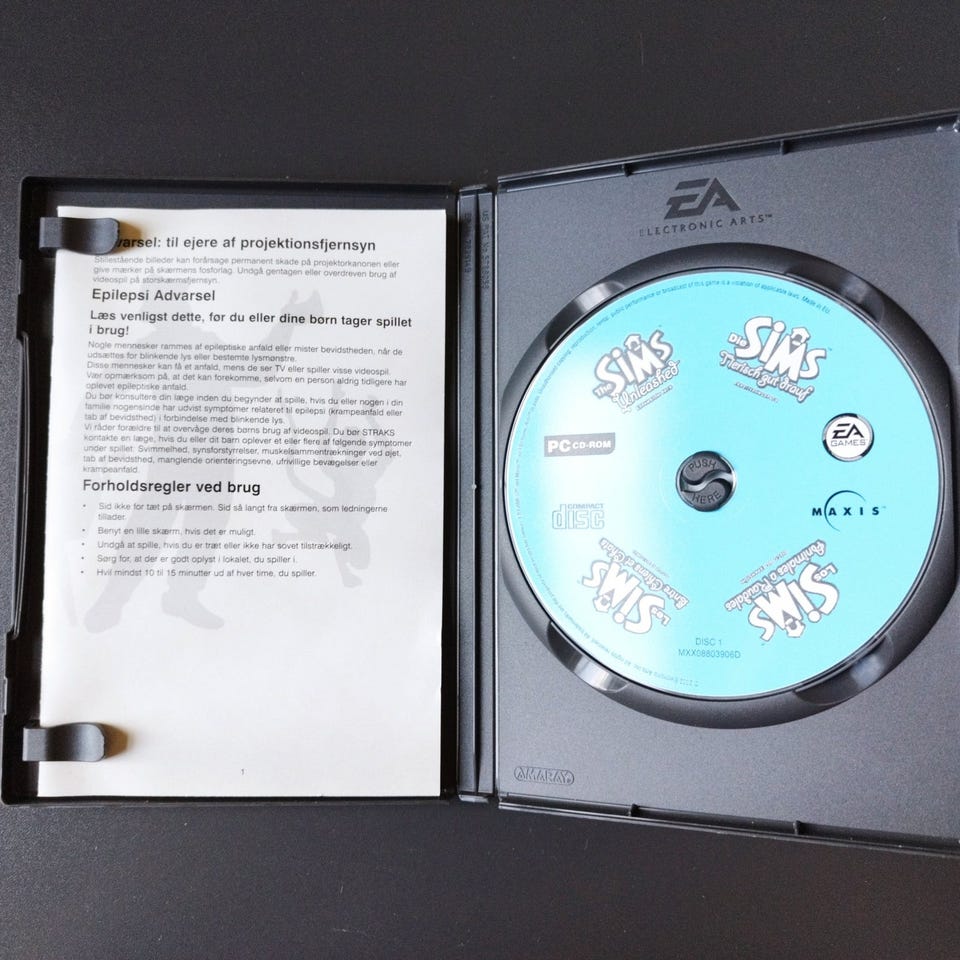 varsel: til ejere af projektionsfjernsyn
Stillestående billeder kan forårsage permanent skade på projektorkanonen eller
give mærker på skærmens fosforlag. Undgå gentagen eller overdreven brug af
videospil på storskærmsfjernsyn.
Epilepsi Advarsel
Læs venligst dette, før du eller dine børn tager spillet
i brug!
Nogle mennesker rammes af epileptiske anfald eller mister bevidstheden, når de
udsættes for blinkende lys eller bestemte lysmønstre.
Disse mennesker kan få et anfald, mens de ser TV eller spiller visse videospil.
Vær opmærksom på, at det kan forekomme, selvom en person aldrig tidligere har
oplevet epileptiske anfald.
Du bør konsultere din læge inden du begynder at spille, hvis du eller nogen i din
familie nogensinde har udvist symptomer relateret til epilepsi (krampeanfald eller
tab af bevidsthed) i forbindelse med blinkende lys.
Vi råder forældre til at overvåge deres børns brug af videospil. Du bør STRAKS
kontakte en læge, hvis du eller dit barn oplever et eller flere af følgende symptomer
under spillet: Svimmelhed, synsforstyrrelser, muskelsammentrækninger ved øjet,
tab af bevidsthed, manglende orienteringsevne, ufrivillige bevægelser eller
krampeanfald.
Forholdsregler ved brug
• Sid ikke for tæt på skærmen. Sid så langt fra skærmen, som ledningerne
tillader.
• Benyt en lille skærm, hvis det er muligt.
• Undgå at spille, hvis du er træt eller ikke har sovet tilstrækkeligt.
• Sørg for, at der er godt oplyst i lokalet, du spiller i.
• Hvil mindst 10 til 15 minutter ud af hver time, du spiller.
1
EA
ELECTRONIC ARTS™
The SIMS™
Unleashed
Die SIMS™
Tierisch gut drauf
PC CD-ROM
EA
GAMES
PUSH
HERE
COMPACT
disc
MAXIS™
Les SIMS
Entre Chiens et Chats
Los SIMS
Animales a Raudales
DISC 1
MXX08803906D
AMARAY